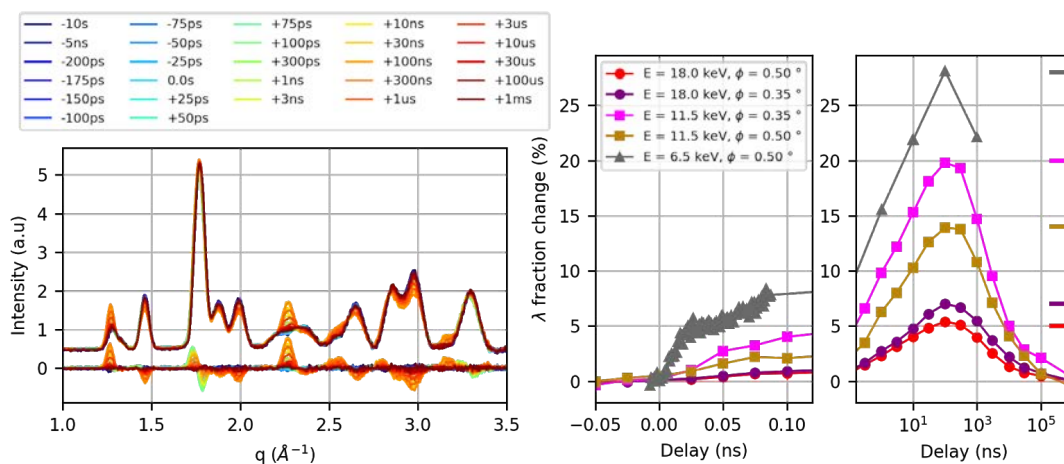 -10s -75ps +75ps +10ns +3us
-5ns -50ps +100ps +30ns +10us
-200ps -25ps +300ps +100ns +30us
-175ps 0.0s +1ns +300ns +100us
-150ps +25ps +3ns +1us +1ms
-100ps +50ps
Intensity (a.u)
5
4
3
2
1
0
1.0 1.5 2.0 2.5 3.0 3.5
q (Å⁻¹)
λ fraction change (%)
25
20
15
10
5
0
E = 18.0 keV, ϕ = 0.50 °
E = 18.0 keV, ϕ = 0.35 °
E = 11.5 keV, ϕ = 0.35 °
E = 11.5 keV, ϕ = 0.50 °
E = 6.5 keV, ϕ = 0.50 °
-0.05 0.00 0.05 0.10
Delay (ns)
25
20
15
10
5
0
10¹ 10³ 10⁵
Delay (ns)